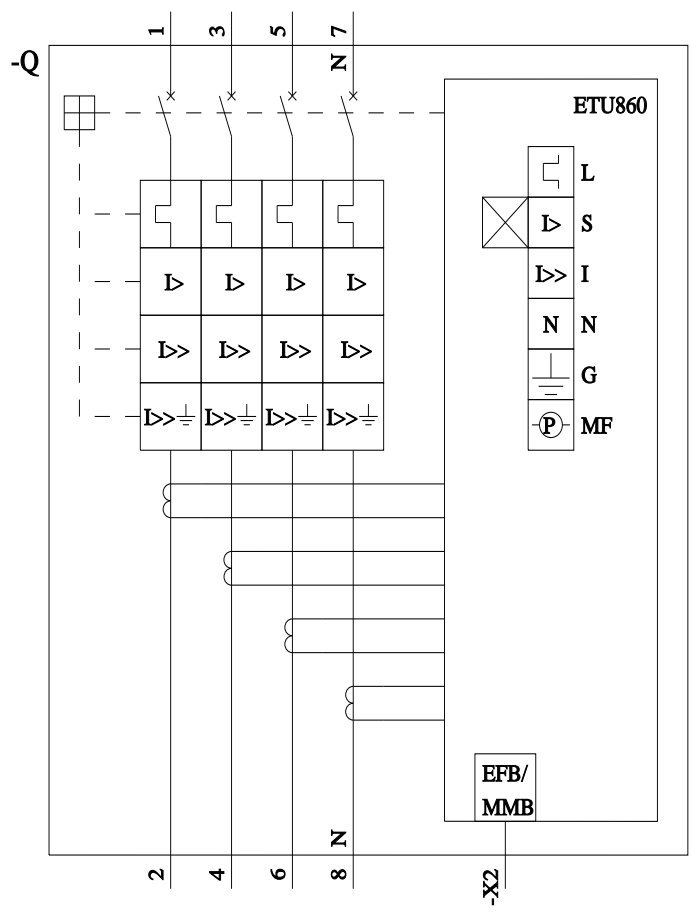 1 3 5 7
N
-Q
ETU860
L
I> S
I>> I
N N
G
P MF
I> I> I> I>
I>> I>> I>> I>>
I>> I>> I>> I>>
EFB/
MMB
N
2 4 6 8
-X2